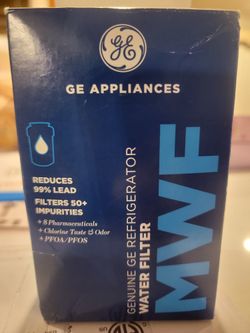 GE
GE APPLIANCES
REDUCES
99% LEAD
FILTERS 50+
IMPURITIES
+ 8 Pharmaceuticals
+ Chlorine Taste & Odor
+ PFOA/PFOS
GENUINE GE REFRIGERATOR
WATER FILTER
MWF